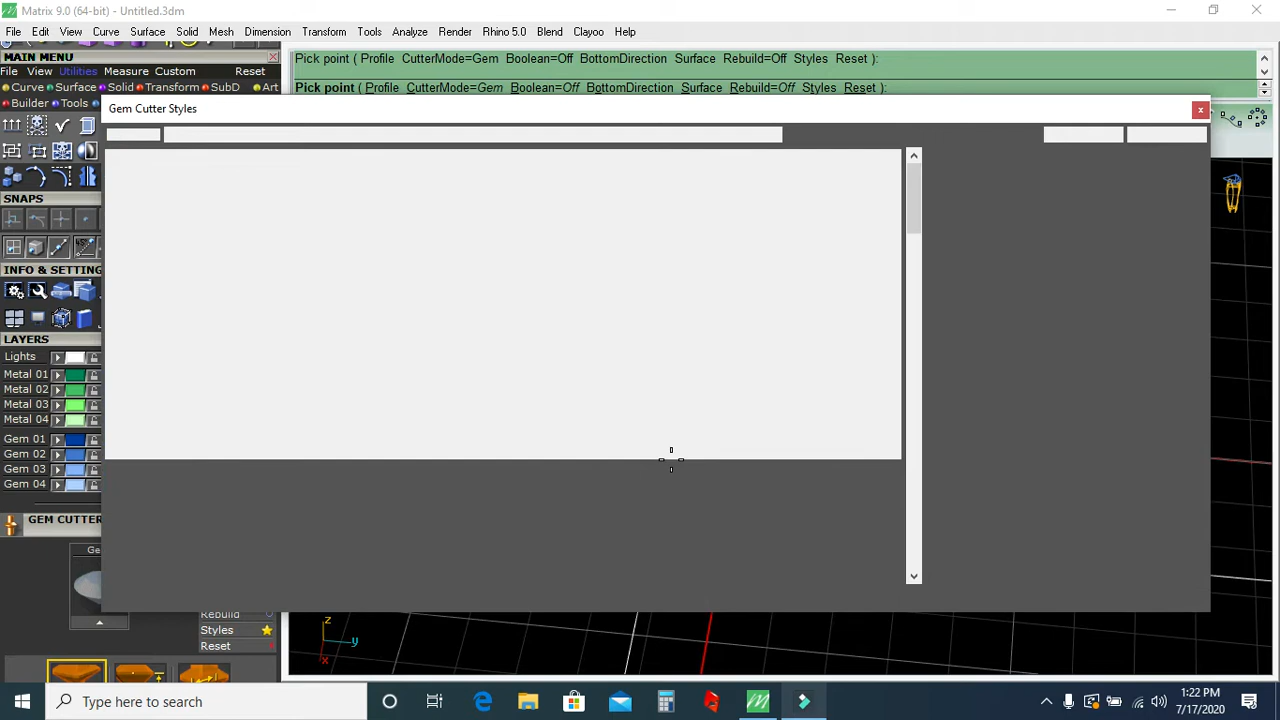 Matrix 9.0 (64-bit) - Untitled.3dm
File Edit View Curve Surface Solid Mesh Dimension Transform Tools Analyze Render Rhino 5.0 Blend Clayoo Help
MAIN MENU
File View Utilities Measure Custom Reset
Curve Surface Solid Transform SubD Art
Builder Tools
Pick point ( Profile CutterMode=Gem Boolean=Off BottomDirection Surface Rebuild=Off Styles Reset ):
Pick point ( Profile CutterMode=Gem Boolean=Off BottomDirection Surface Rebuild=Off Styles Reset ):
Gem Cutter Styles
x
SNAPS
INFO & SETTING
LAYERS
Lights
Metal 01
Metal 02
Metal 03
Metal 04
Gem 01
Gem 02
Gem 03
Gem 04
GEM CUTTER
Ge
Rebuild
Styles
Reset
z
y
x
Type here to search
1:22 PM
7/17/2020